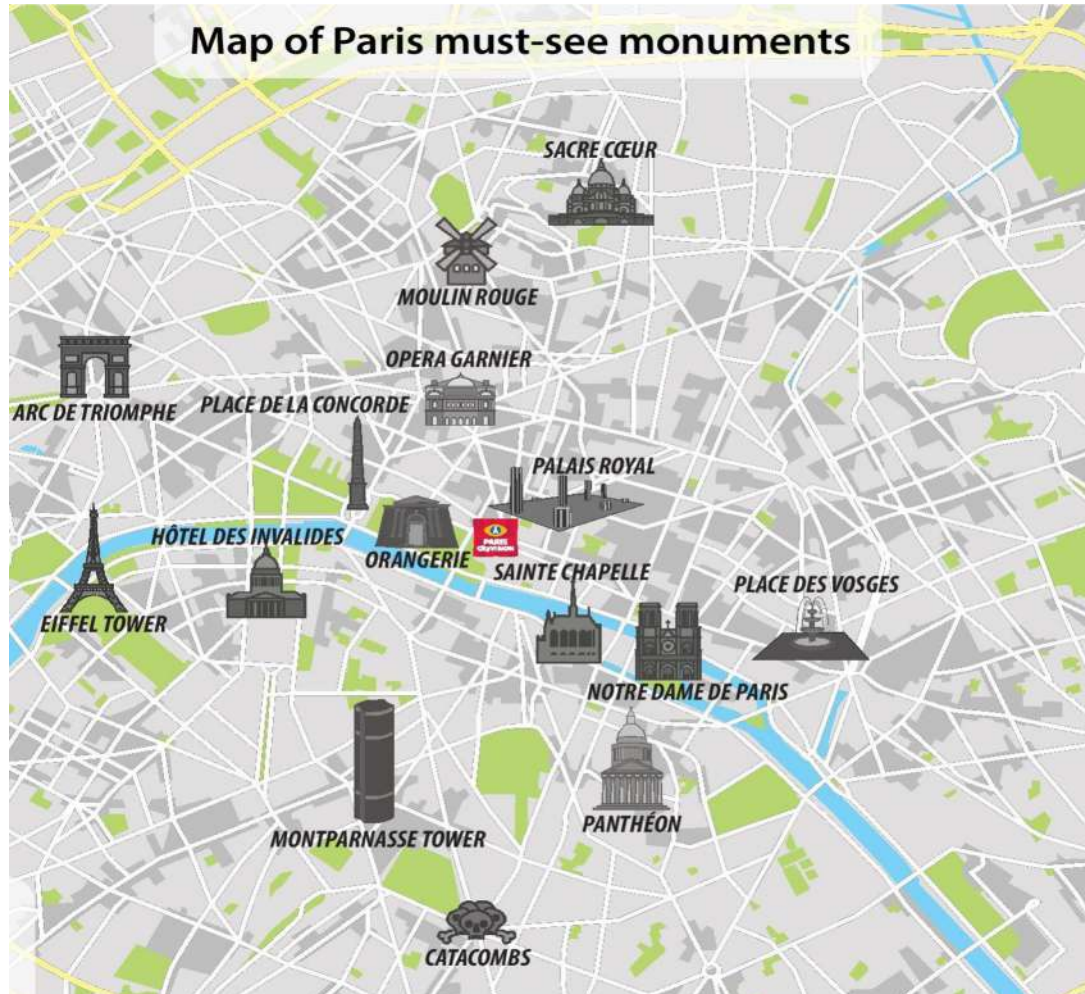 Map of Paris must-see monuments
SACRE CŒUR
MOULIN ROUGE
OPERA GARNIER
ARC DE TRIOMPHE
PLACE DE LA CONCORDE
PALAIS ROYAL
HÔTEL DES INVALIDES
ORANGERIE
PARIS
cityvision
SAINTE CHAPELLE
PLACE DES VOSGES
EIFFEL TOWER
NOTRE DAME DE PARIS
MONTPARNASSE TOWER
PANTHÉON
CATACOMBS